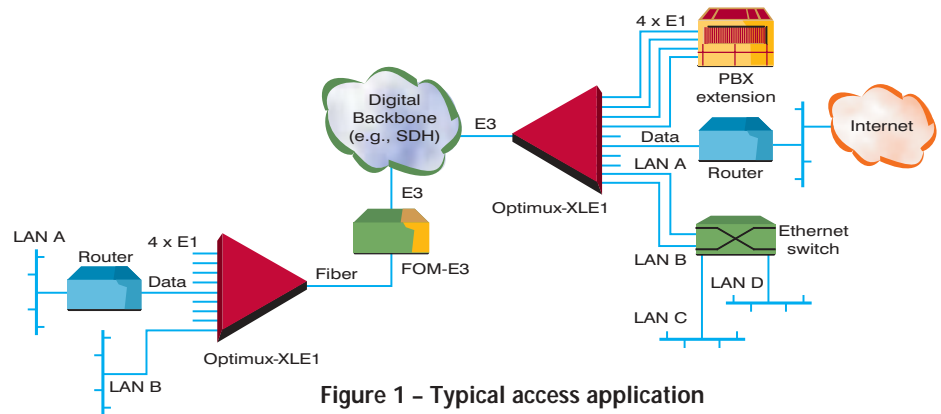 4 x E1
PBX
extension
Digital
Backbone
(e.g., SDH)
E3
Data
Internet
LAN A
Router
Optimux-XLE1
E3
Ethernet
switch
LAN A
4 x E1
Router
Fiber
FOM-E3
LAN B
Data
LAN D
LAN C
Optimux-XLE1
LAN B
Figure 1 – Typical access application